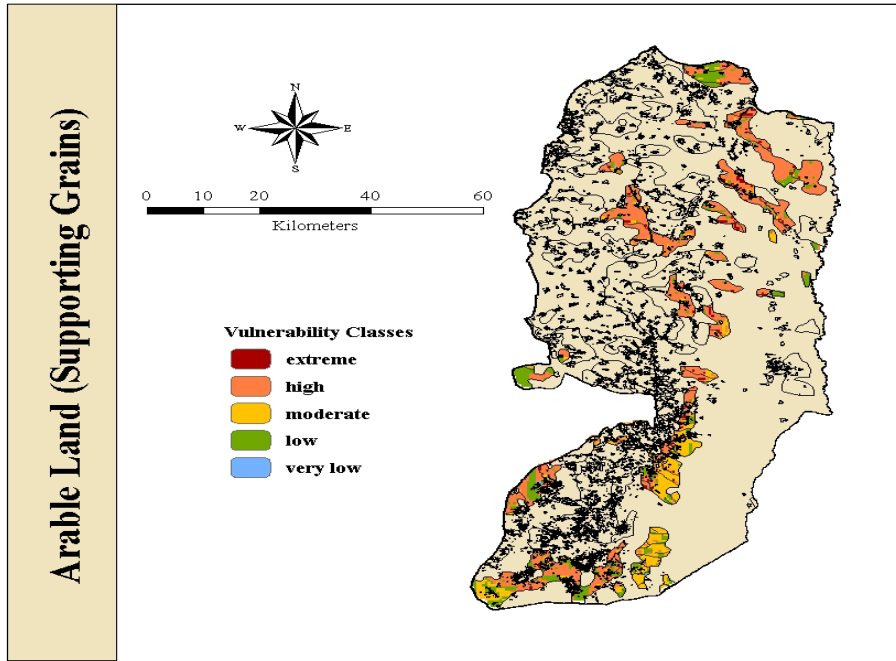 Arable Land (Supporting Grains)
N
W E
S
0 10 20 40 60
Kilometers
Vulnerability Classes
extreme
high
moderate
low
very low